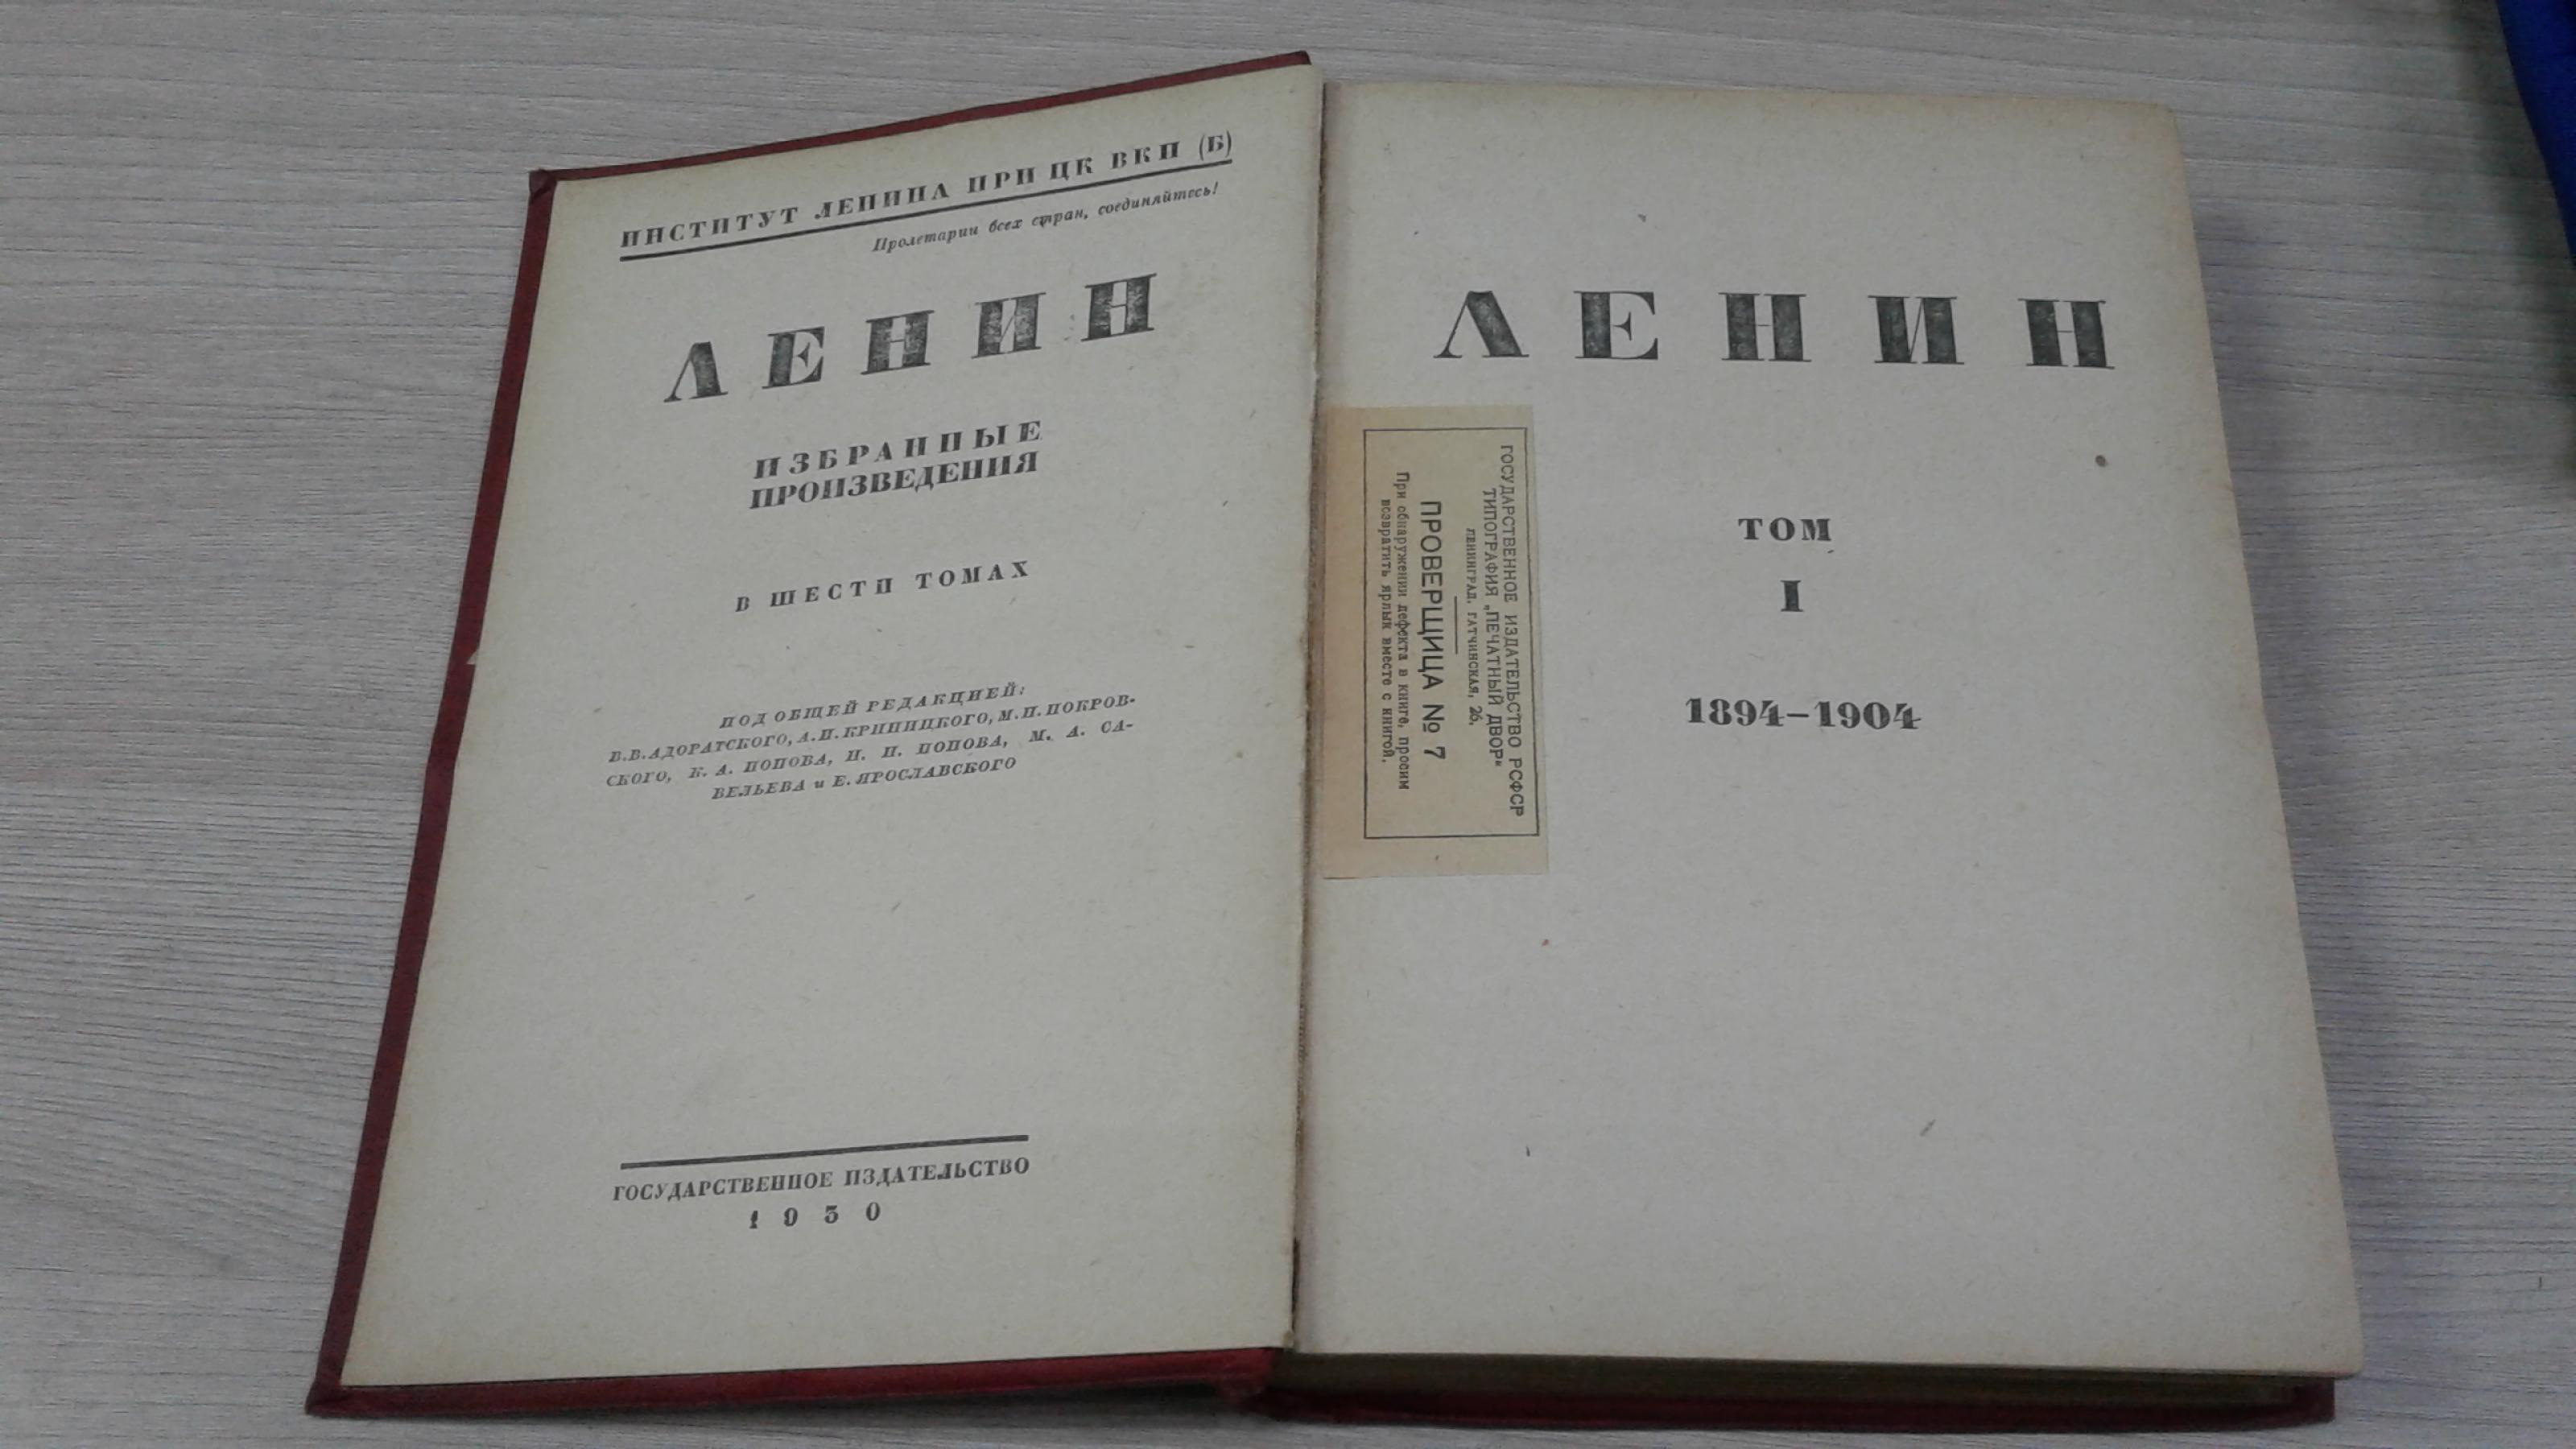 ИНСТИТУТ ЛЕНИНА ПРИ ЦК ВКП (Б)
Пролетарии всех стран, соединяйтесь!
ЛЕНИН
ИЗБРАННЫЕ
ПРОИЗВЕДЕНИЯ
В ШЕСТИ ТОМАХ
ПОД ОБЩЕЙ РЕДАКЦИЕЙ:
В. В. АДОРАТСКОГО, А. И. КРИНИЦКОГО, М. Н. ПОКРОВ-
СКОГО, К. А. ПОПОВА, Н. Н. ПОПОВА, М. А. СА-
ВЕЛЬЕВА и Е. ЯРОСЛАВСКОГО
ГОСУДАРСТВЕННОЕ ИЗДАТЕЛЬСТВО
1930
ЛЕНИН
ТОМ
I
1894–1904
ГОСУДАРСТВЕННОЕ ИЗДАТЕЛЬСТВО РСФСР
ТИПОГРАФИЯ „ПЕЧАТНЫЙ ДВОР“
ЛЕНИНГРАД, ГАТЧИНСКАЯ, 26.
ПРОВЕРЩИЦА № 7
При обнаружении дефекта в книге, просим
возвратить ярлык вместе с книгой.